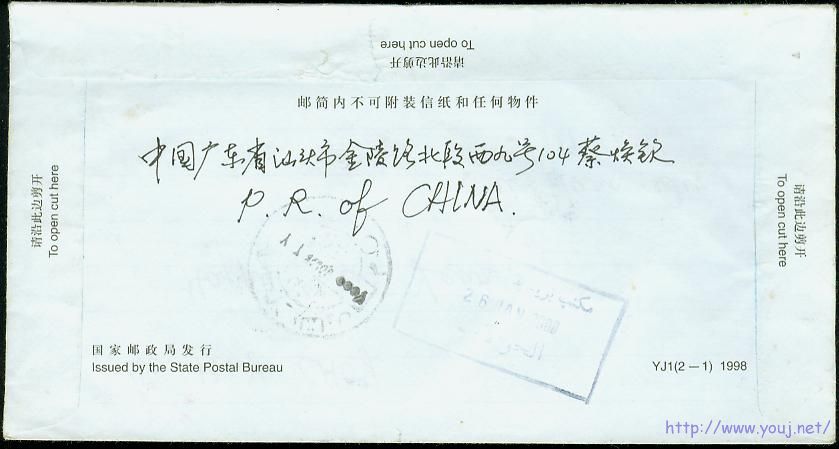 To open cut here
请沿此边剪开
邮简内不可附装信纸和任何物件
中国广东省汕头市金陵路北段西九号104蔡焕钦
P. R. of CHINA.
请沿此边剪开
To open cut here
请沿此边剪开
To open cut here
国家邮政局发行
Issued by the State Postal Bureau
YJ1(2－1) 1998
http://www.youj.net/